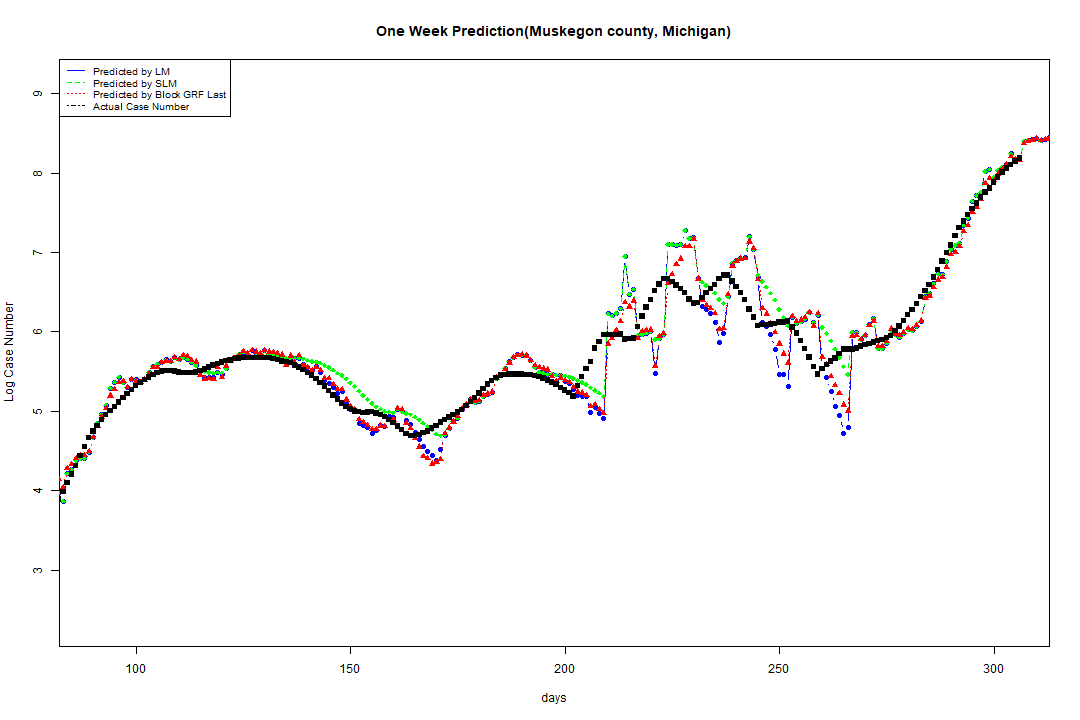 One Week Prediction(Muskegon county, Michigan)
Predicted by LM
Predicted by SLM
Predicted by Block GRF Last
Actual Case Number
9
8
7
6
5
4
3
Log Case Number
100 150 200 250 300
days